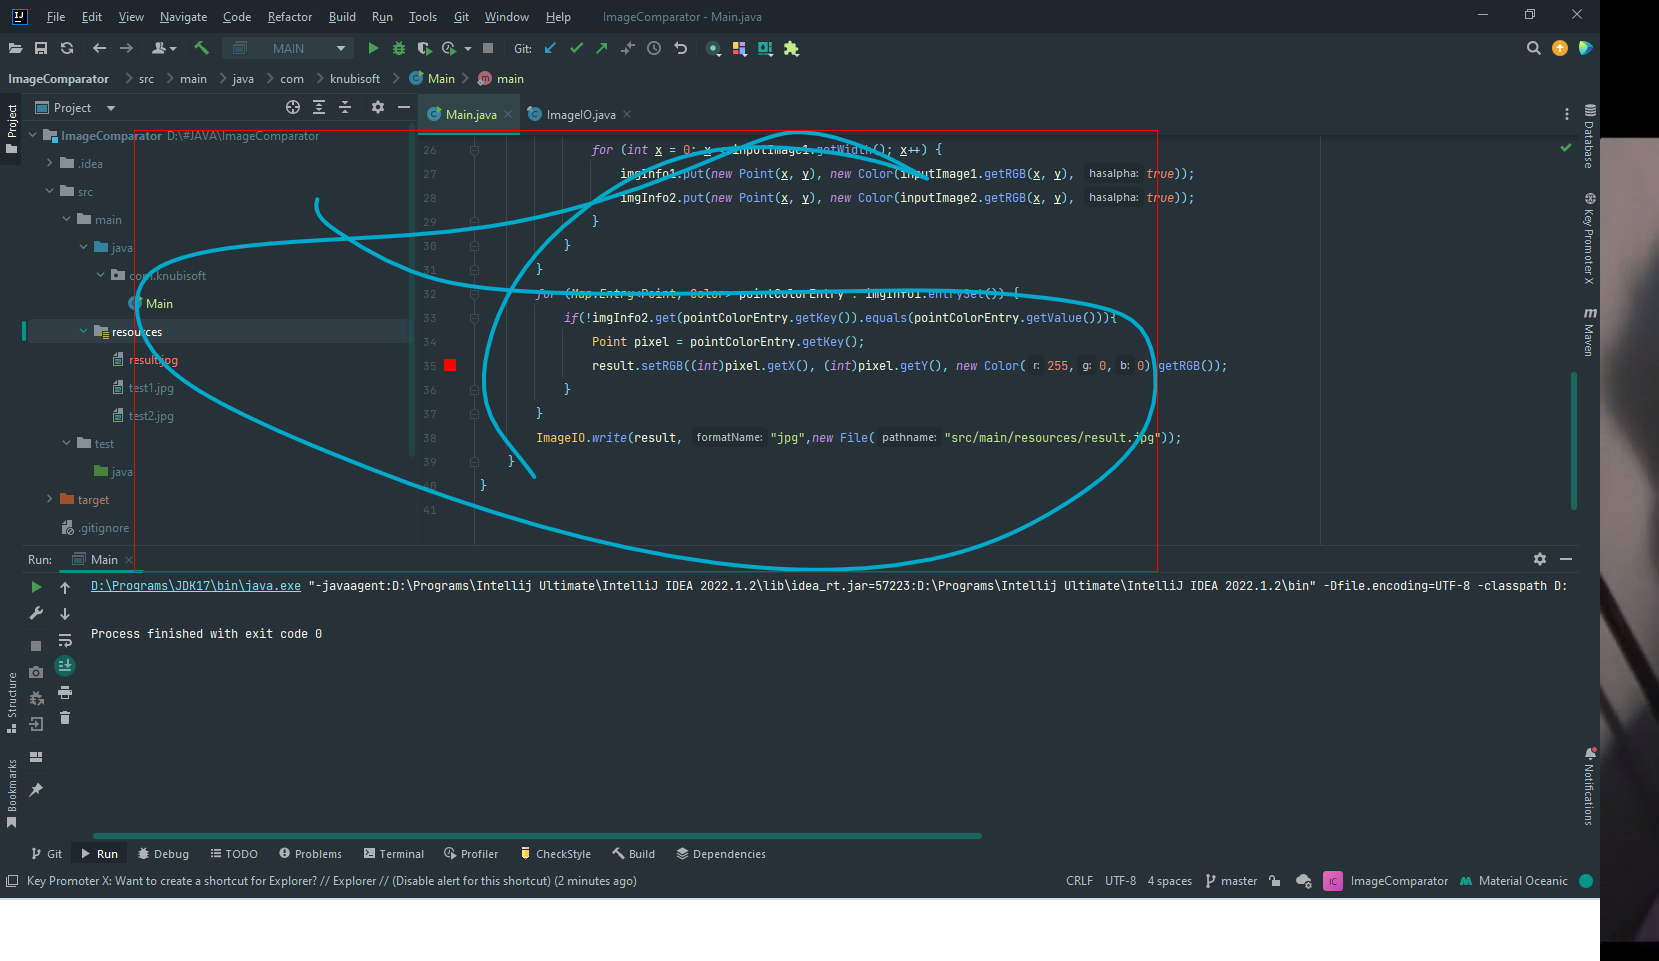 File Edit View Navigate Code Refactor Build Run Tools Git Window Help ImageComparator - Main.java
MAIN Git:
ImageComparator src main java com knubisoft Main main
Project
Project
Main.java ImageIO.java
ImageComparator D:\#JAVA\ImageComparator
.idea
src
main
java
com.knubisoft
Main
resources
result.jpg
test1.jpg
test2.jpg
test
java
target
.gitignore
26 for (int x = 0; x inputImage1.getWidth(); x++) {
27 imgInfo1.put(new Point(x, y), new Color(inputImage1.getRGB(x, y), hasalpha: true));
28 imgInfo2.put(new Point(x, y), new Color(inputImage2.getRGB(x, y), hasalpha: true));
29 }
30 }
31 }
32 for (Map.Entry<Point, Color> pointColorEntry : imgInfo1.entrySet()) {
33 if(!imgInfo2.get(pointColorEntry.getKey()).equals(pointColorEntry.getValue())){
34 Point pixel = pointColorEntry.getKey();
35 result.setRGB((int)pixel.getX(), (int)pixel.getY(), new Color( r: 255, g: 0, b: 0).getRGB());
36 }
37 }
38 ImageIO.write(result, formatName: "jpg",new File( pathname: "src/main/resources/result.jpg"));
39 }
40 }
41
Database
Key Promoter X
m Maven
Notifications
Run: Main
D:\Programs\JDK17\bin\java.exe "-javaagent:D:\Programs\Intellij Ultimate\IntelliJ IDEA 2022.1.2\lib\idea_rt.jar=57223:D:\Programs\Intellij Ultimate\IntelliJ IDEA 2022.1.2\bin" -Dfile.encoding=UTF-8 -classpath D:
Process finished with exit code 0
Structure
Bookmarks
Git Run Debug TODO Problems Terminal Profiler CheckStyle Build Dependencies
Key Promoter X: Want to create a shortcut for Explorer? // Explorer // (Disable alert for this shortcut) (2 minutes ago) CRLF UTF-8 4 spaces master IC ImageComparator Material Oceanic